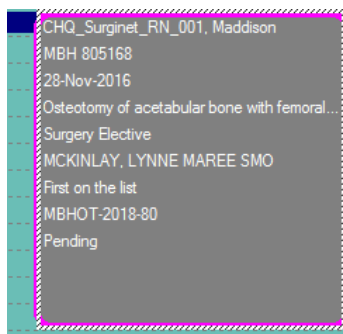 CHQ_Surginet_RN_001, Maddison
MBH 805168
28-Nov-2016
Osteotomy of acetabular bone with femoral...
Surgery Elective
MCKINLAY, LYNNE MAREE SMO
First on the list
MBHOT-2018-80
Pending